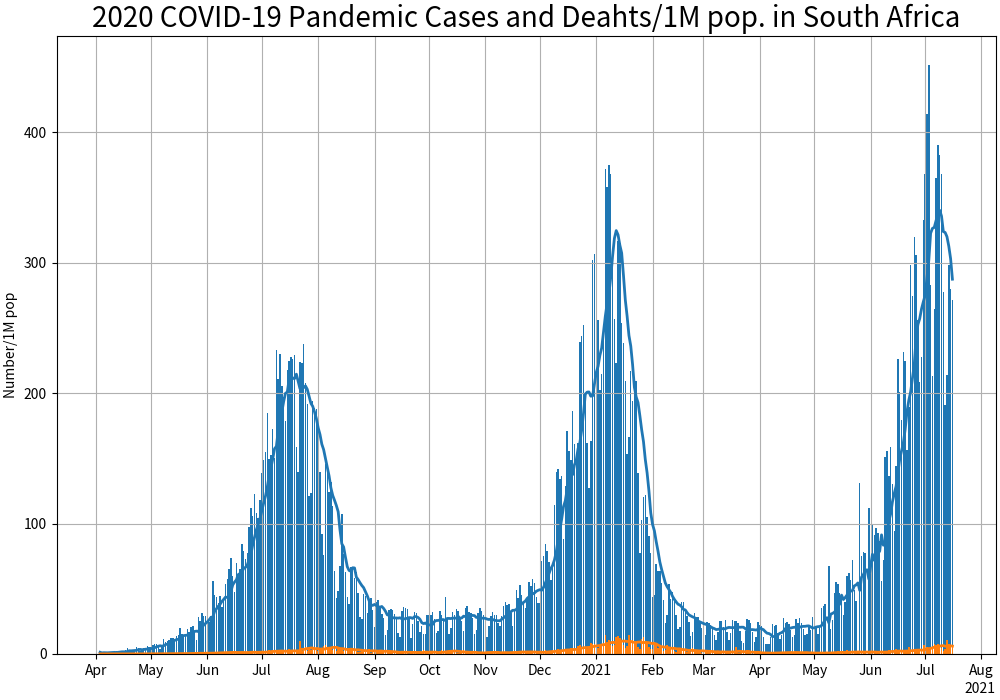 2020 COVID-19 Pandemic Cases and Deahts/1M pop. in South Africa
Number/1M pop
400
300
200
100
0
Apr May Jun Jul Aug Sep Oct Nov Dec 2021 Feb Mar Apr May Jun Jul Aug
2021